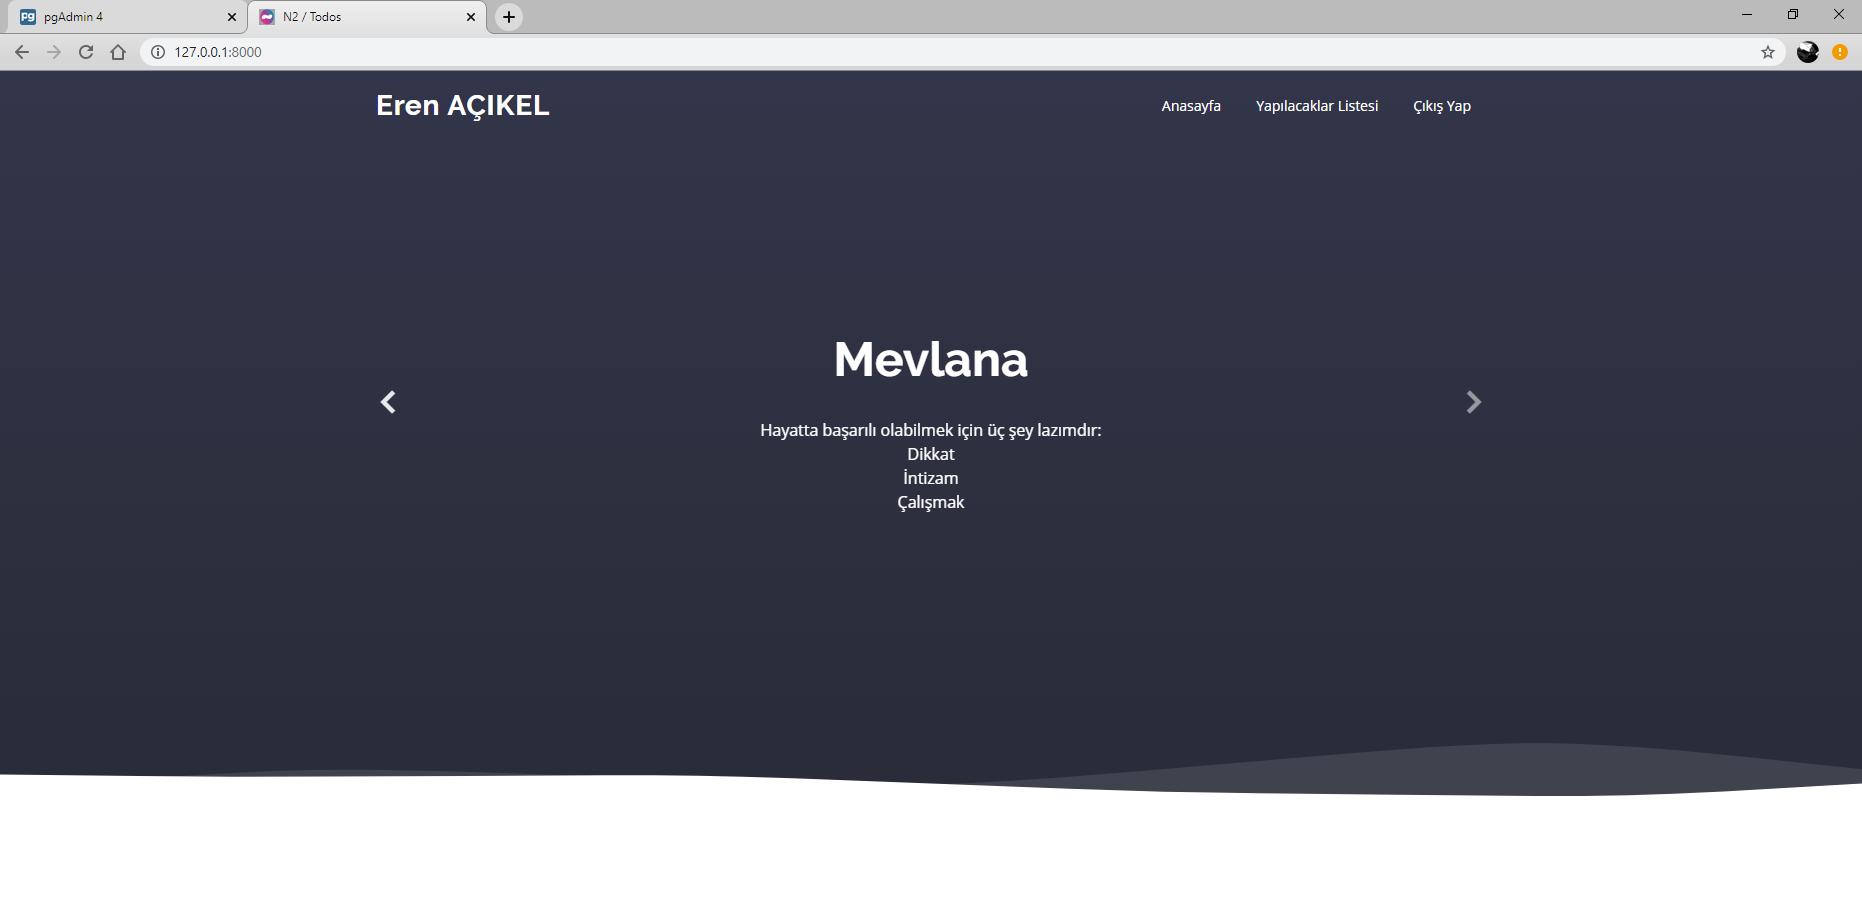 pgAdmin 4
N2 / Todos
127.0.0.1:8000
Eren AÇIKEL
Anasayfa
Yapılacaklar Listesi
Çıkış Yap
Mevlana
Hayatta başarılı olabilmek için üç şey lazımdır:
Dikkat
İntizam
Çalışmak